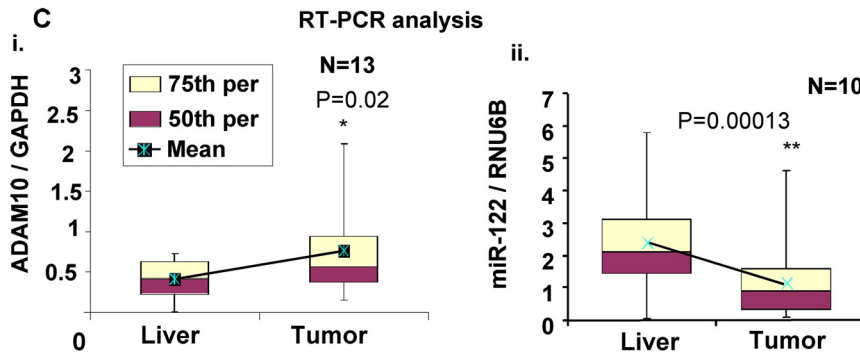 C
RT-PCR analysis
i.
ADAM10 / GAPDH
3
2.5
2
1.5
1
0.5
0
75th per
50th per
Mean
N=13
P=0.02
*
Liver
Tumor
ii.
miR-122 / RNU6B
7
6
5
4
3
2
1
0
N=10
P=0.00013
**
Liver
Tumor